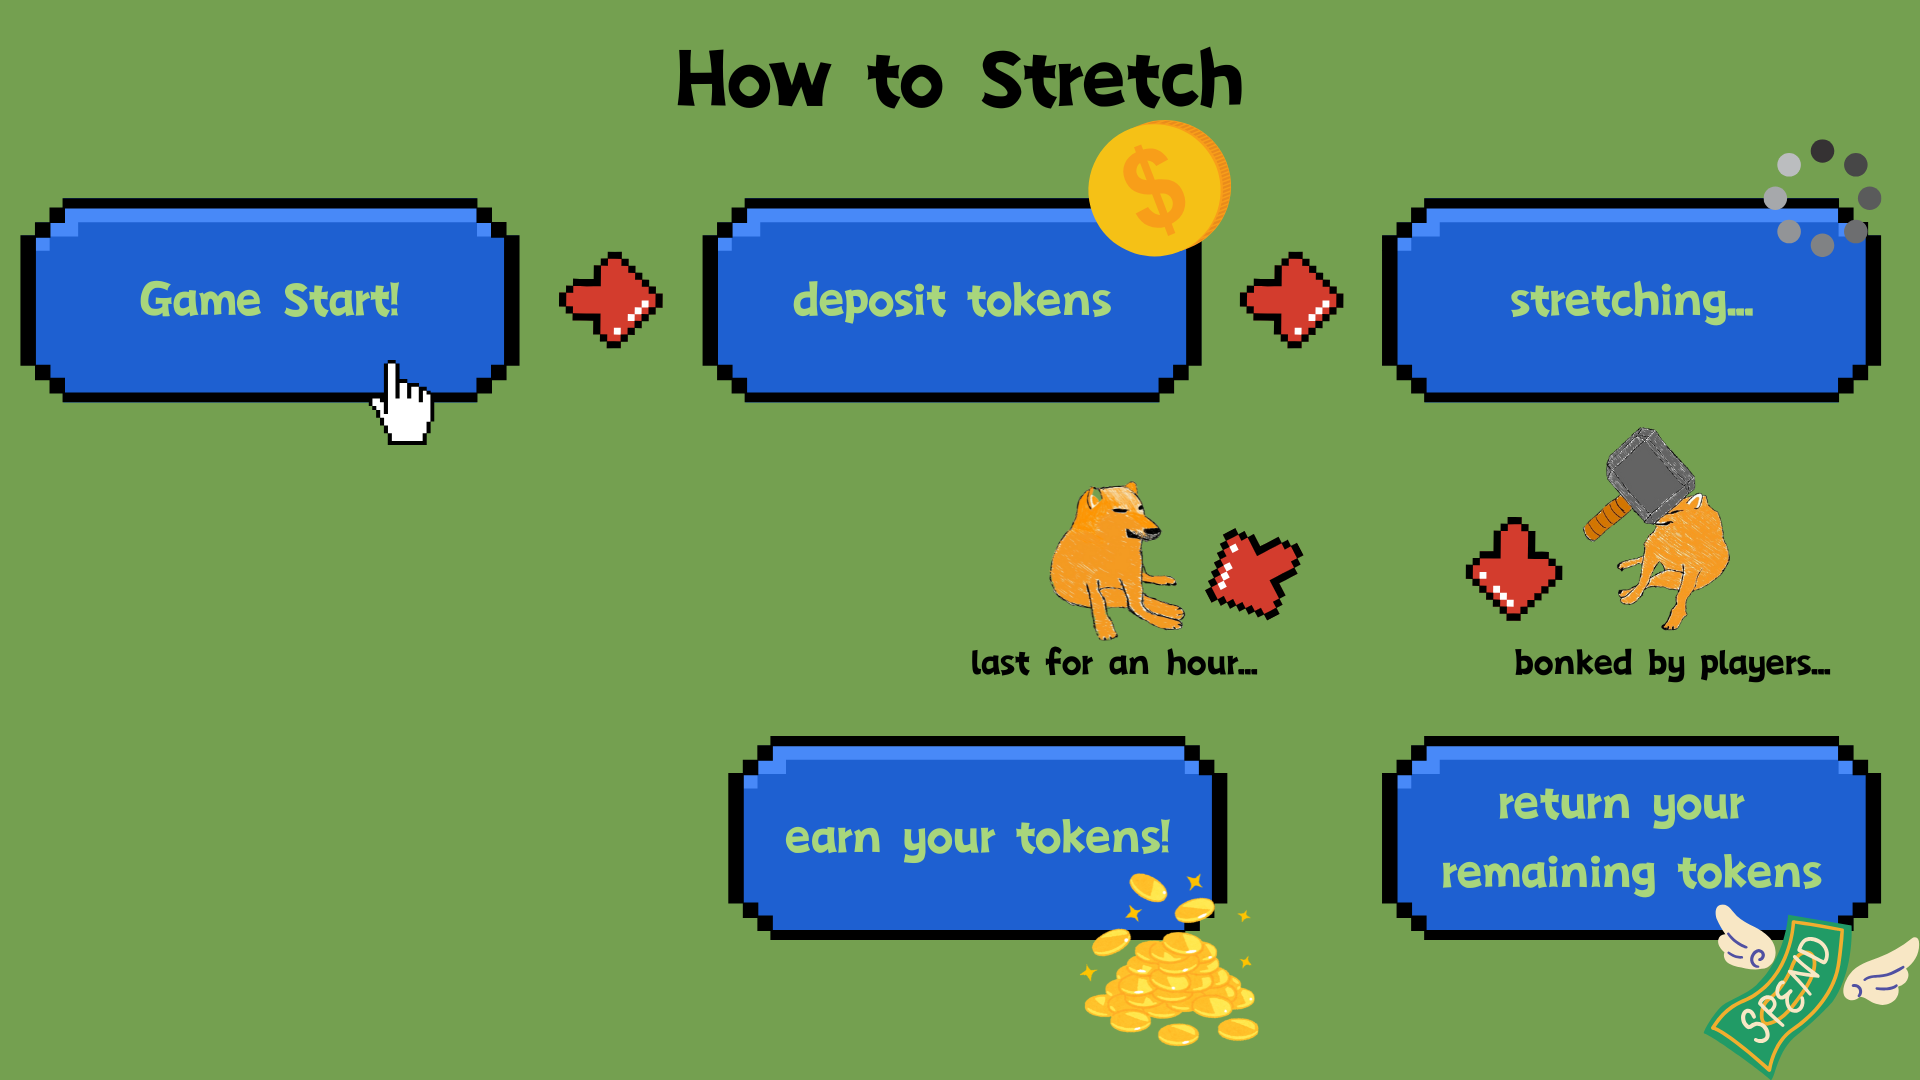 How to Stretch
$
Game Start!
deposit tokens
stretching...
last for an hour...
bonked by players...
earn your tokens!
return your
remaining tokens
SPEND